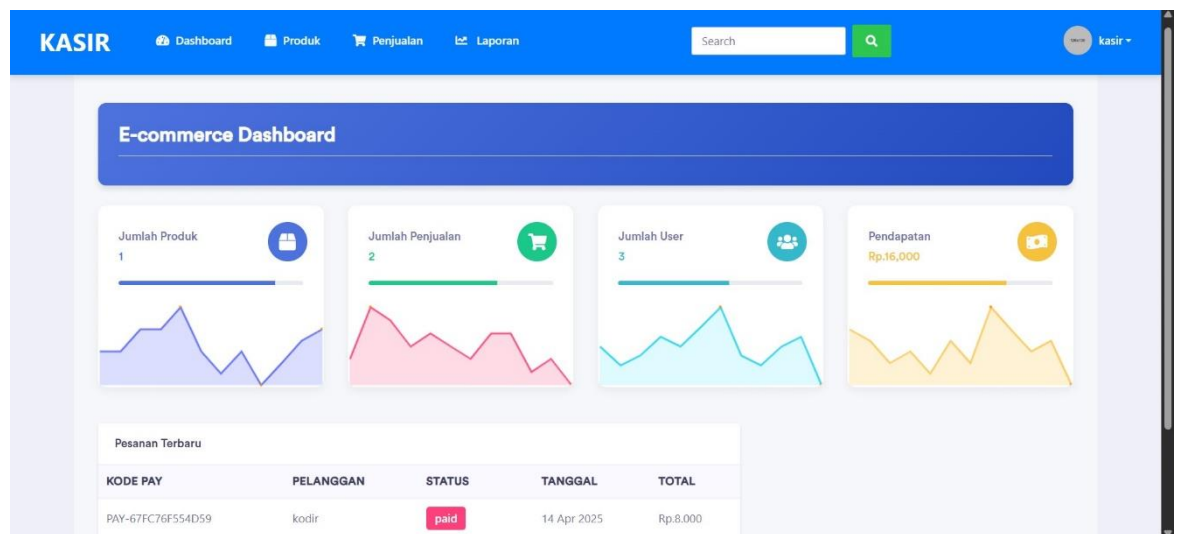 KASIR Dashboard Produk Penjualan Laporan Search kasir
E-commerce Dashboard
Jumlah Produk
1
Jumlah Penjualan
2
Jumlah User
3
Pendapatan
Rp.16,000
Pesanan Terbaru
KODE PAY PELANGGAN STATUS TANGGAL TOTAL
PAY-67FC76F554D59 kodir paid 14 Apr 2025 Rp.8.000